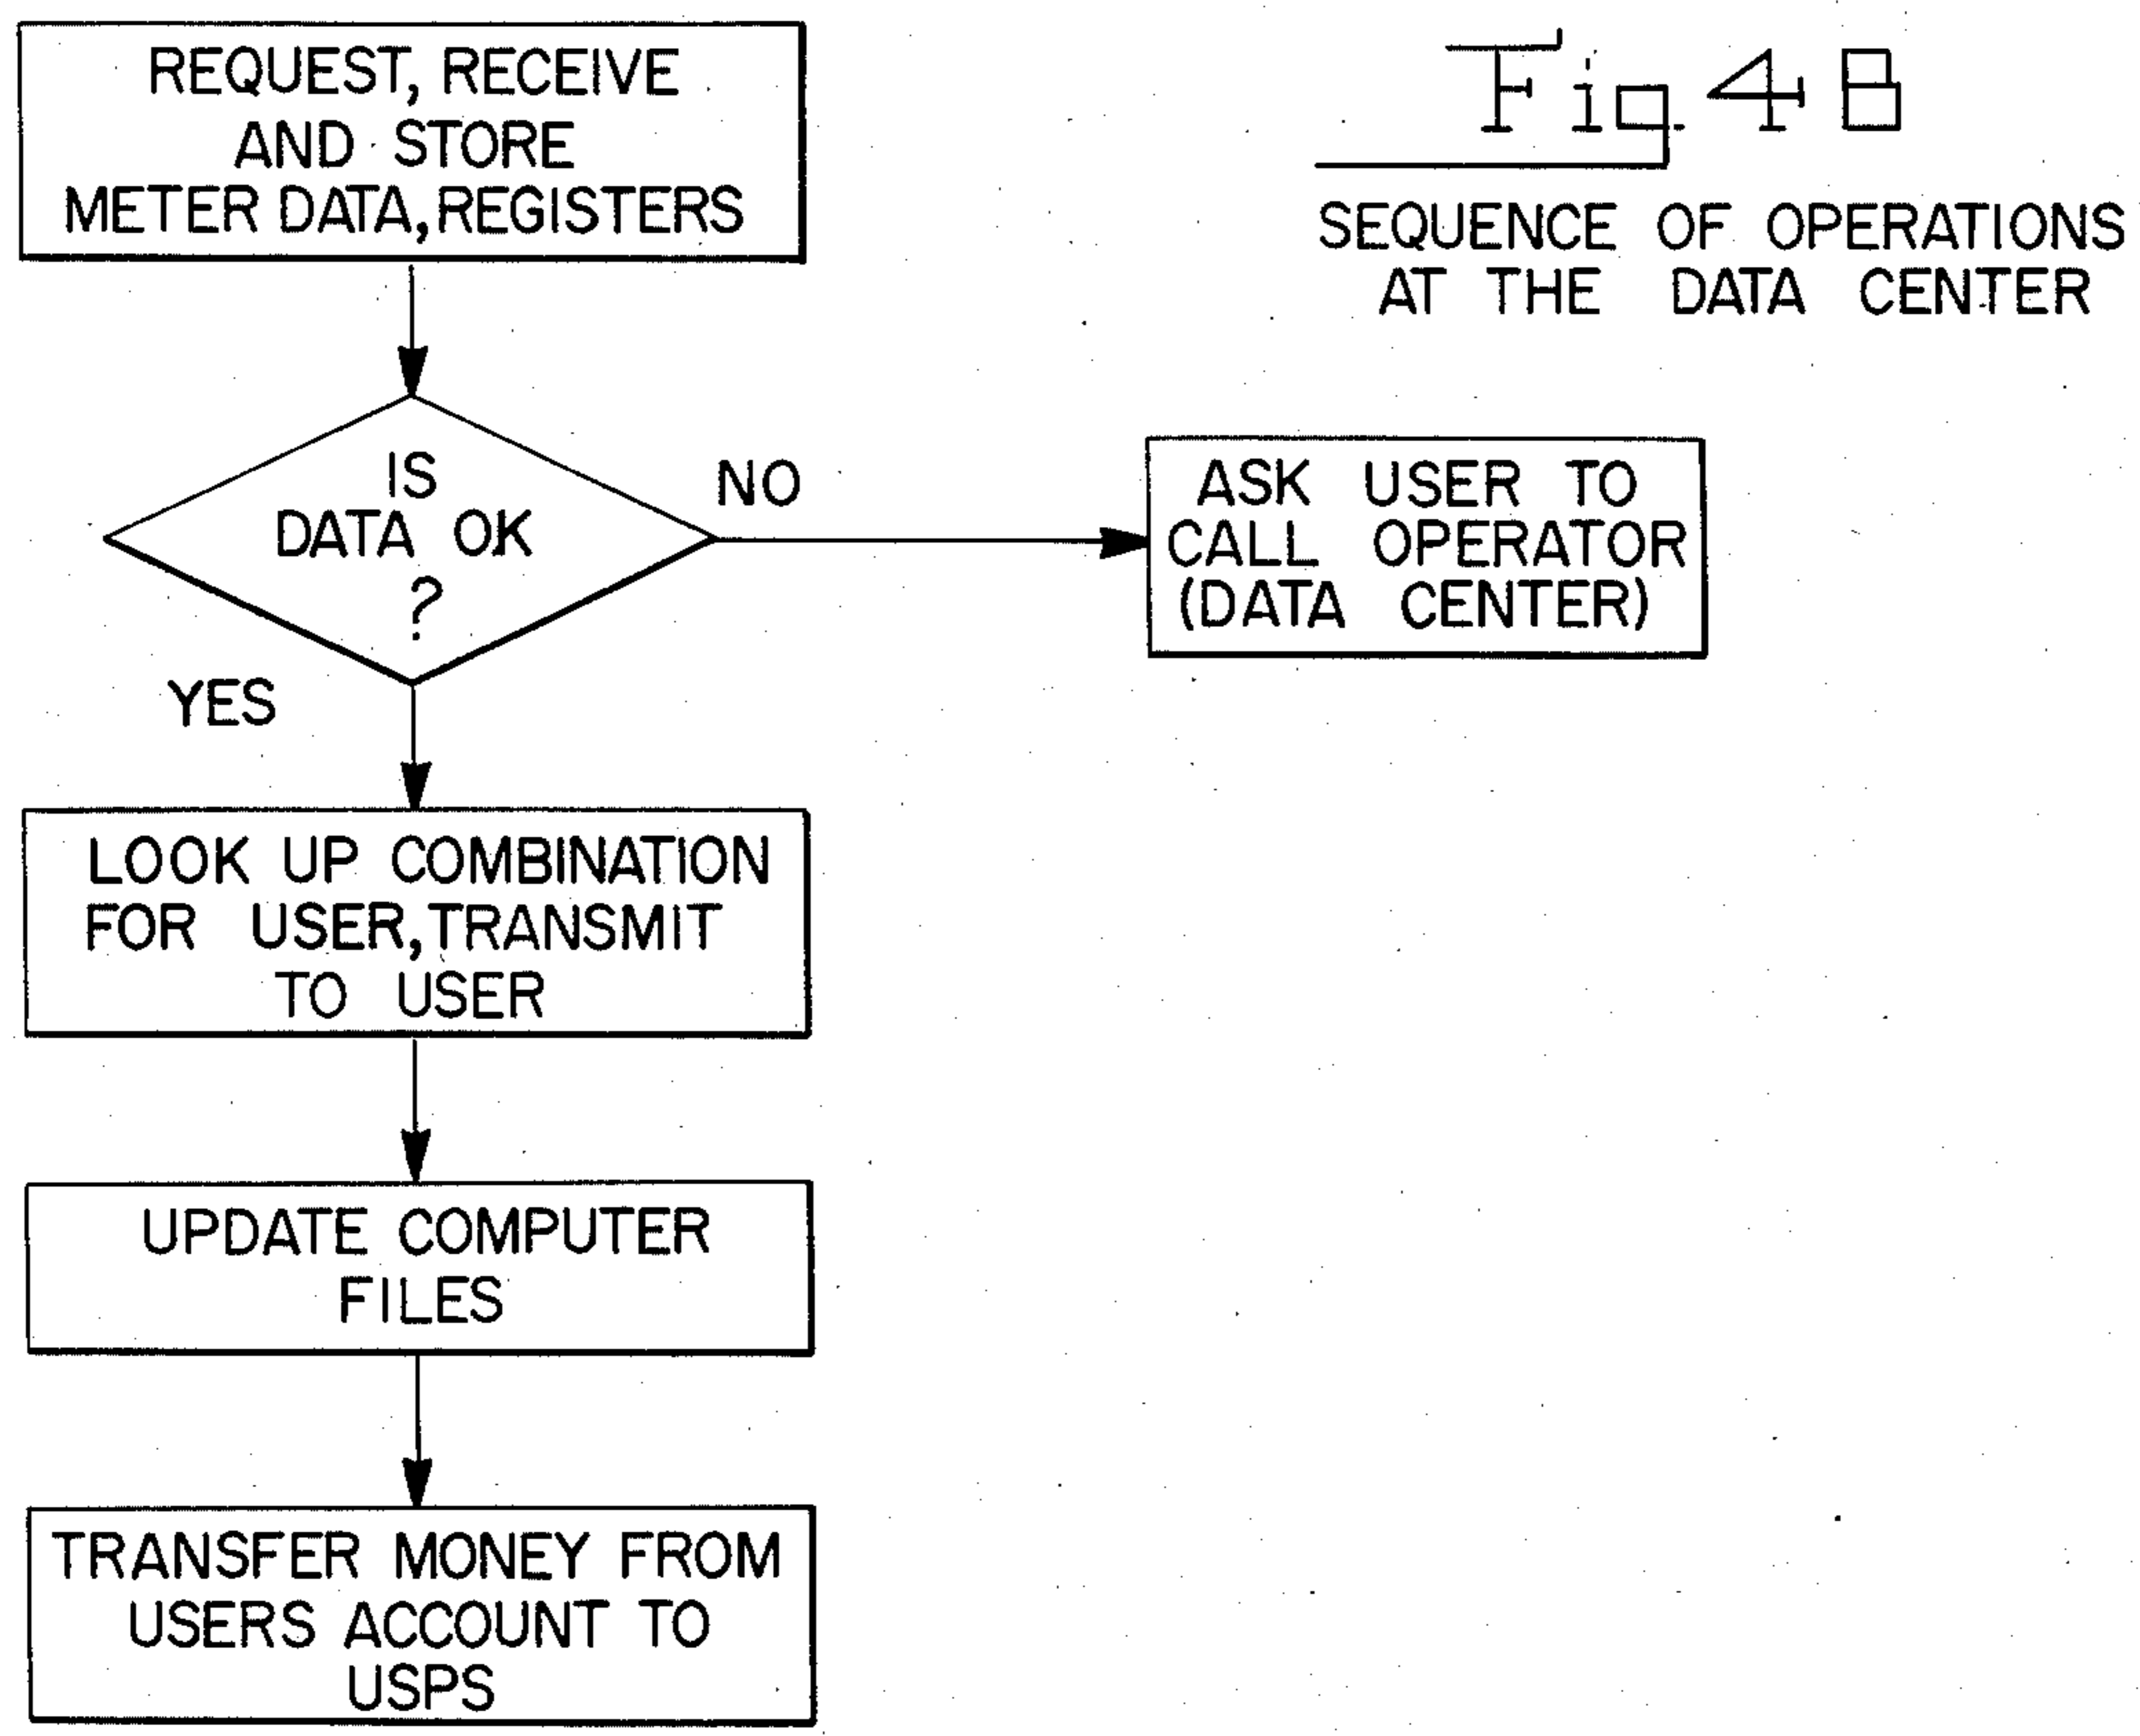 REQUEST, RECEIVE
AND STORE
METER DATA, REGISTERS
Fig. 4B
SEQUENCE OF OPERATIONS
AT THE DATA CENTER
IS
DATA OK
?
NO
ASK USER TO
CALL OPERATOR
(DATA CENTER)
YES
LOOK UP COMBINATION
FOR USER, TRANSMIT
TO USER
UPDATE COMPUTER
FILES
TRANSFER MONEY FROM
USERS ACCOUNT TO
USPS